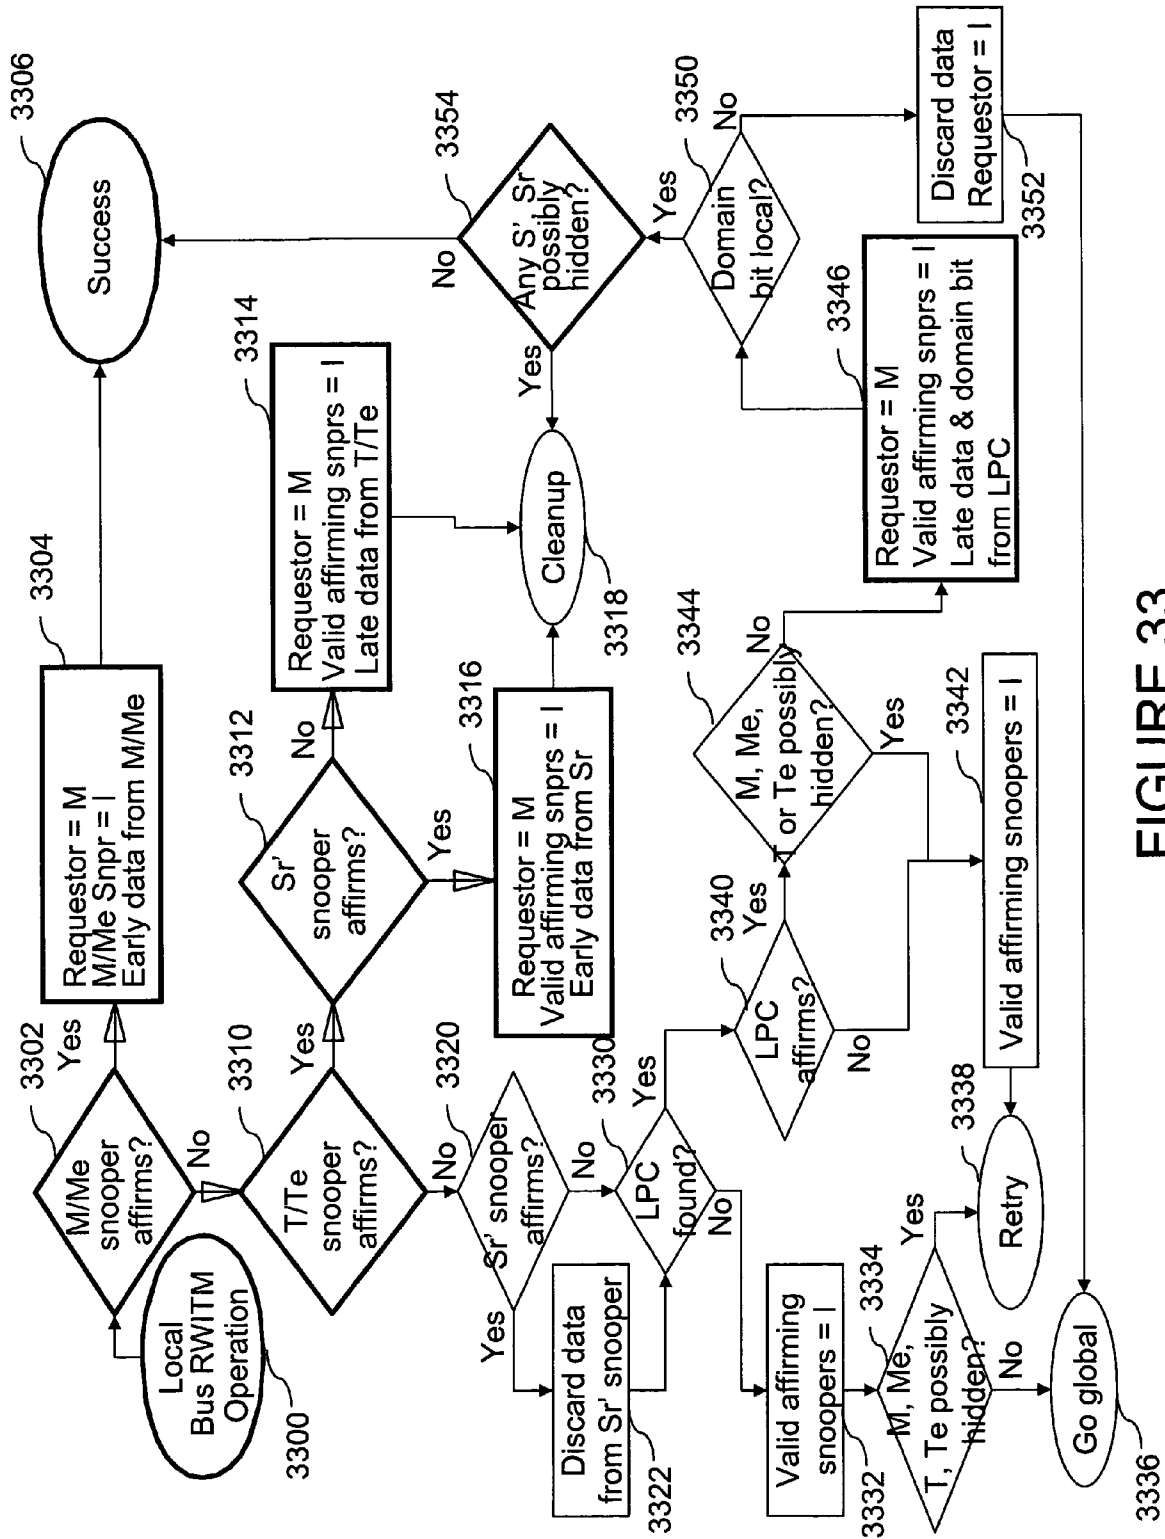 Local
Bus RWITM
Operation
3300
M/Me
snooper
affirms?
3302
Yes
No
Requestor = M
M/Me Snpr = I
Early data from M/Me
3304
Success
3306
T/Te
snooper
affirms?
3310
Yes
No
Sr'
snooper
affirms?
3312
No
Yes
Requestor = M
Valid affirming snprs = I
Late data from T/Te
3314
Requestor = M
Valid affirming snprs = I
Early data from Sr
3316
Cleanup
3318
Sr' snooper
affirms?
3320
Yes
No
Discard data
from Sr' snooper
3322
LPC
found?
3330
Yes
No
Valid affirming
snoopers = I
3332
M, Me,
T, Te possibly
hidden?
3334
Yes
No
Go global
3336
Retry
3338
LPC
affirms?
3340
Yes
No
Valid affirming snoopers = I
3342
M, Me,
T or Te possibly
hidden?
3344
No
Yes
Requestor = M
Valid affirming snprs = I
Late data & domain bit
from LPC
3346
Domain
bit local?
3350
Yes
No
Discard data
Requestor = I
3352
Any S', Sr'
possibly
hidden?
3354
No
Yes
FIGURE 33